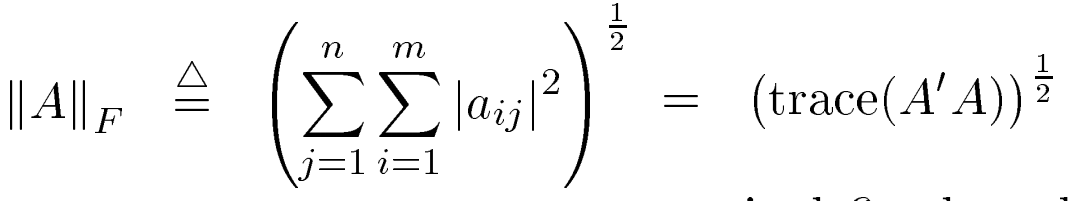 ‖A‖_F ≜ (∑_{j=1}^{n} ∑_{i=1}^{m} |a_{ij}|^2)^{1/2} = (trace(A′A))^{1/2}